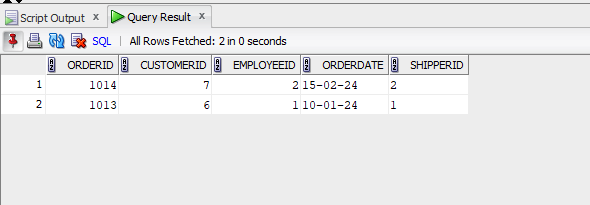 Script Output x Query Result x
SQL | All Rows Fetched: 2 in 0 seconds
ORDERID CUSTOMERID EMPLOYEEID ORDERDATE SHIPPERID
1 1014 7 2 15-02-24 2
2 1013 6 1 10-01-24 1